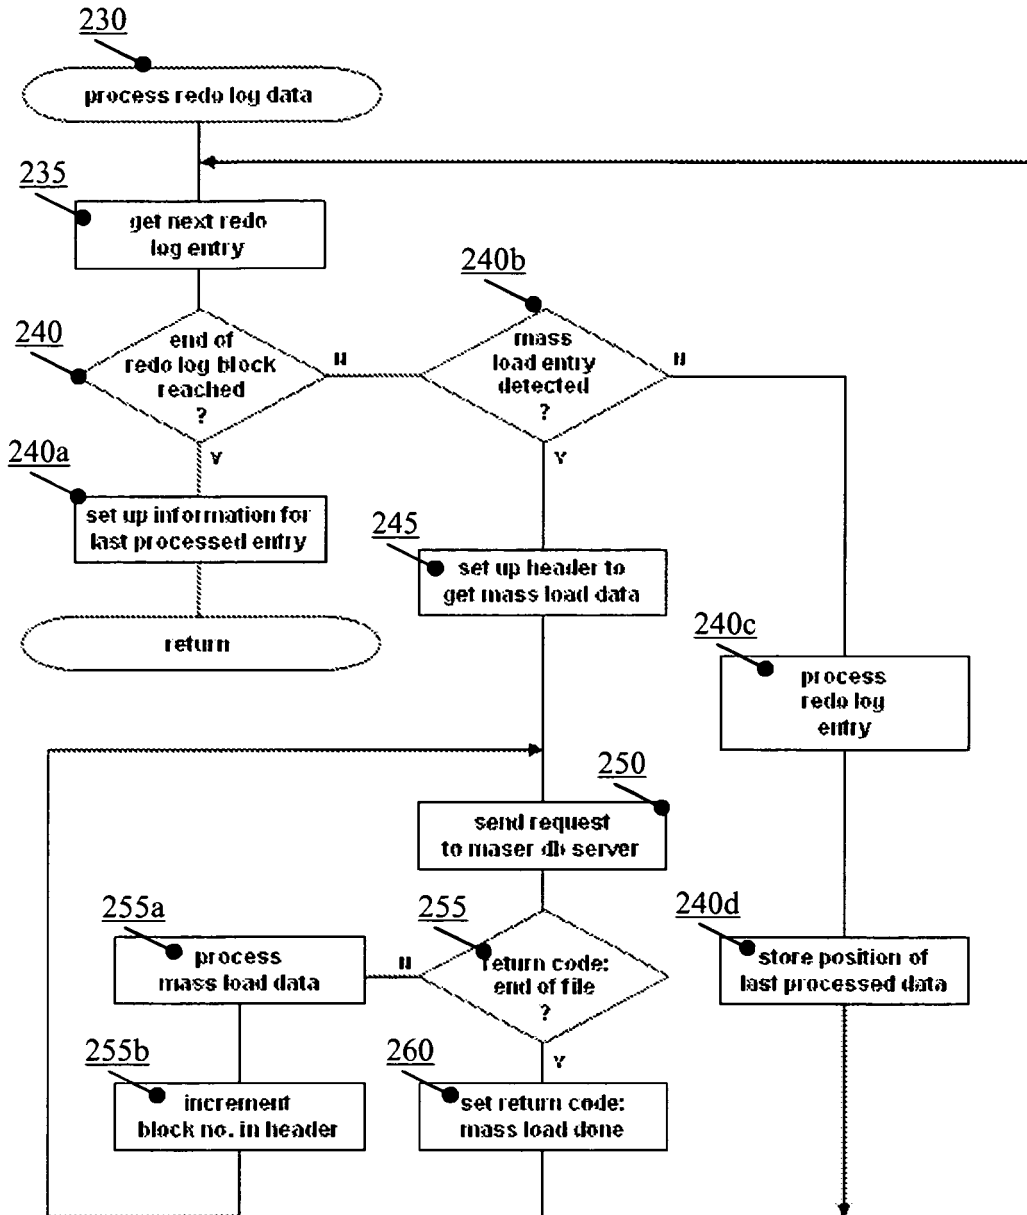 230
process redo log data
235
get next redo
log entry
240b
240
end of
redo log block
reached
?
N
mass
load entry
detected
?
N
Y
Y
240a
set up information for
last processed entry
245
set up header to
get mass load data
return
240c
process
redo log
entry
250
send request
to maser db server
255a
process
mass load data
255
N
return code:
end of file
?
240d
store position of
last processed data
Y
255b
increment
block no. in header
260
set return code:
mass load done